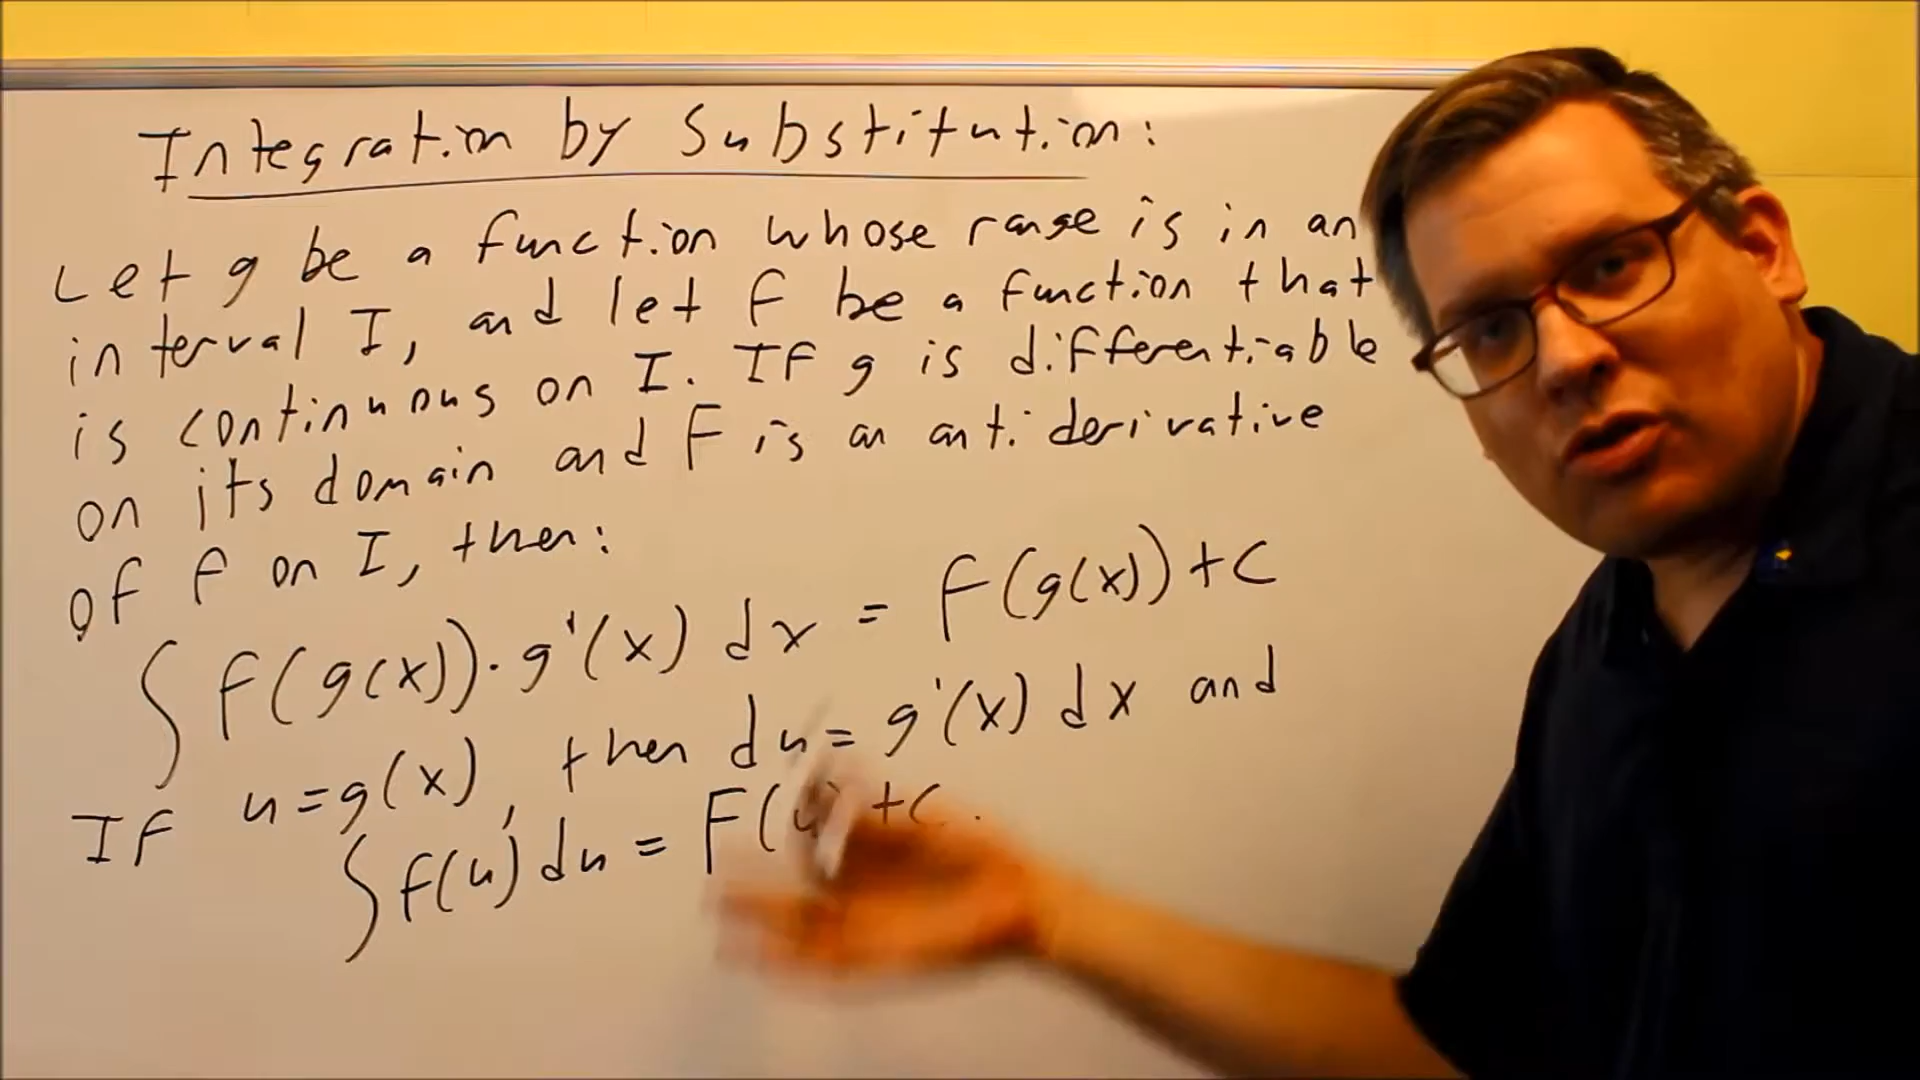 Integration by Substitution:
Let g be a function whose range is in an
interval I, and let f be a function that
is continuous on I. If g is differentiable
on its domain and F is an antiderivative
of f on I, then:
∫ f(g(x))·g'(x) dx = F(g(x))+C
If u=g(x), then du=g'(x) dx and
∫ f(u) du = F(u)+C.